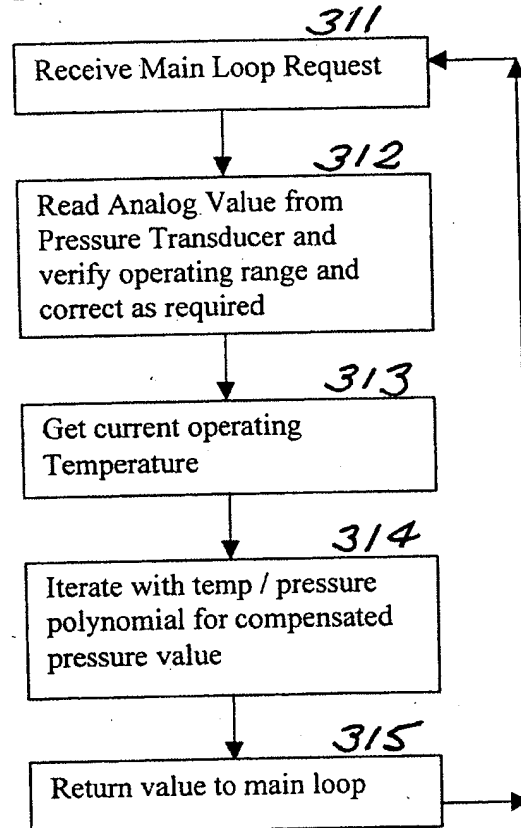 311
Receive Main Loop Request
312
Read Analog Value from
Pressure Transducer and
verify operating range and
correct as required
313
Get current operating
Temperature
314
Iterate with temp / pressure
polynomial for compensated
pressure value
315
Return value to main loop